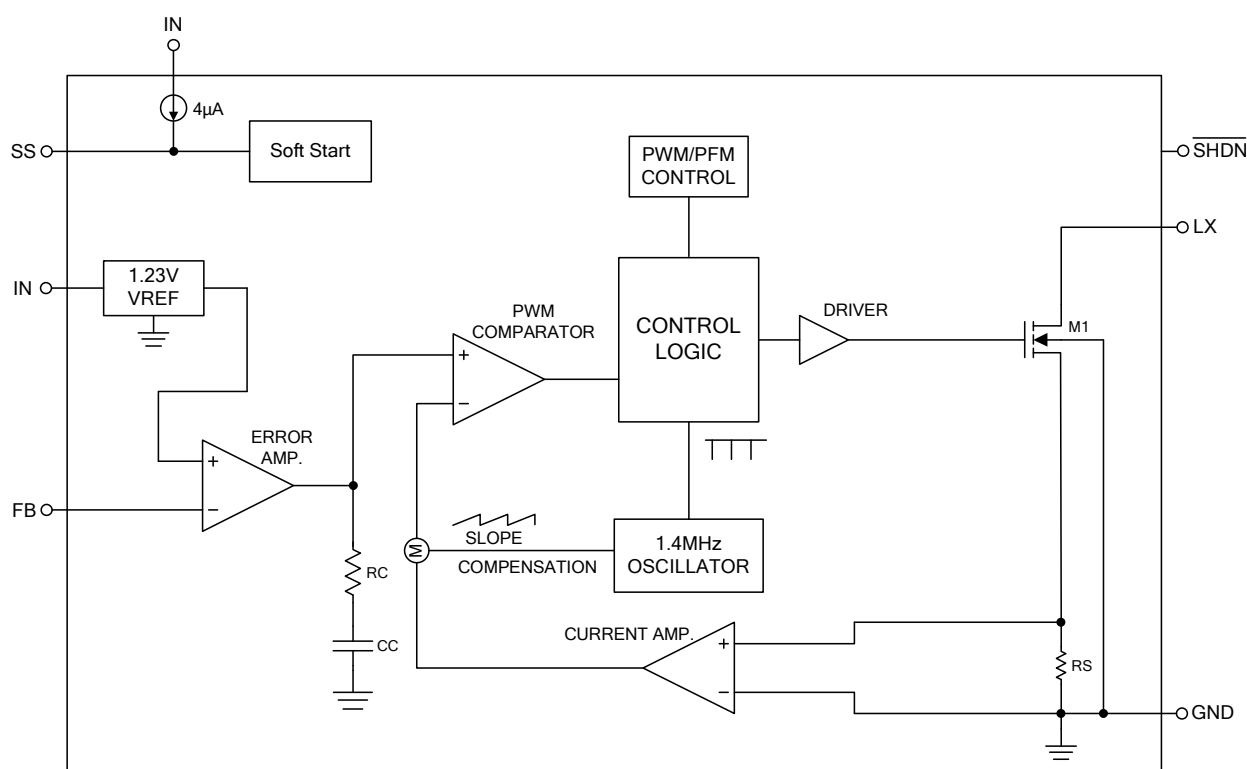 IN
4µA
SS
Soft Start
PWM/PFM
CONTROL
SHDN
LX
IN
1.23V
VREF
PWM
COMPARATOR
+
−
CONTROL
LOGIC
DRIVER
M1
ERROR
AMP.
+
−
FB
SLOPE
COMPENSATION
M
1.4MHz
OSCILLATOR
RC
CC
CURRENT AMP.
+
−
RS
GND